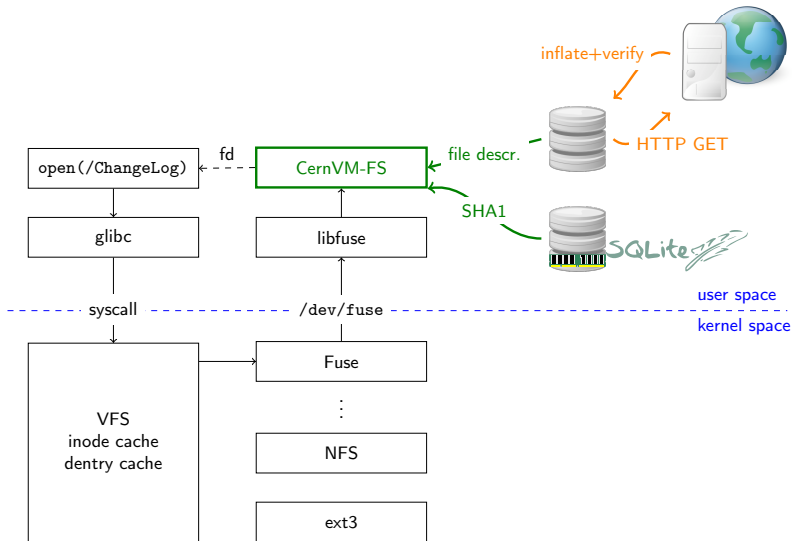 inflate+verify
HTTP GET
open(/ChangeLog)
fd
CernVM-FS
file descr.
SHA1
SQLite
glibc
libfuse
syscall
/dev/fuse
user space
kernel space
VFS
inode cache
dentry cache
Fuse
NFS
ext3